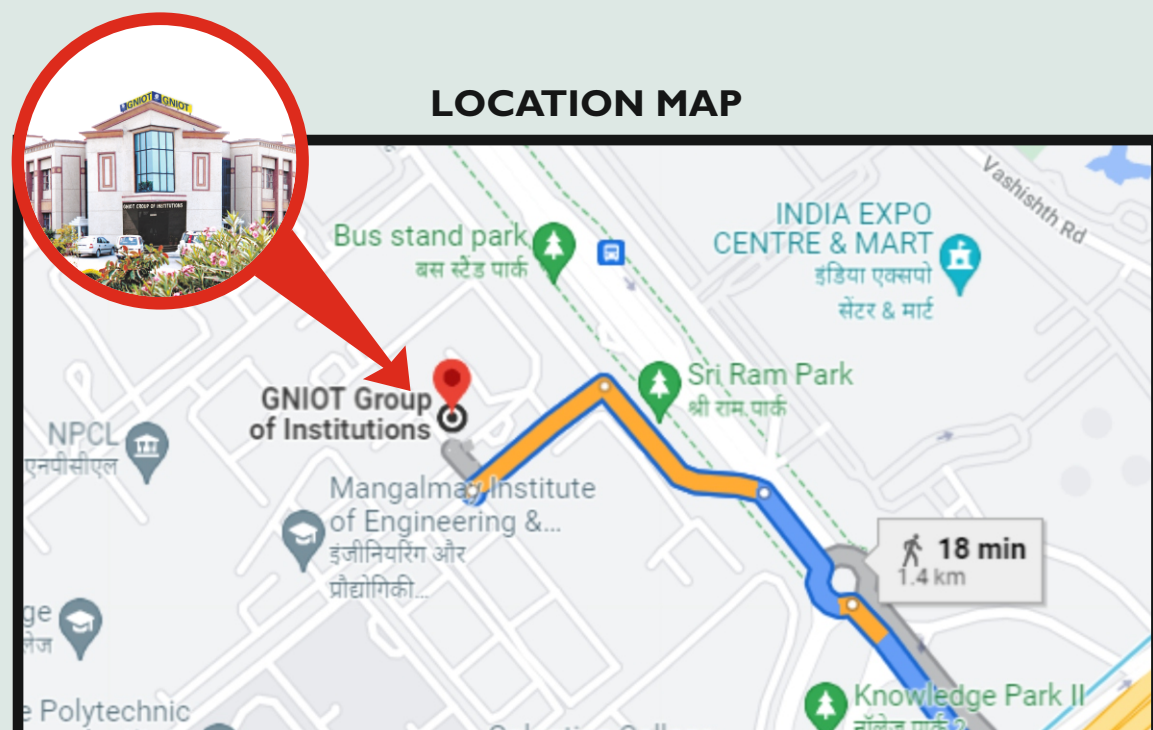 GNIOT GNIOT
GNIOT GROUP OF INSTITUTIONS
LOCATION MAP
Vashishth Rd
INDIA EXPO
CENTRE & MART
इंडिया एक्सपो
सेंटर & मार्ट
Bus stand park
बस स्टैंड पार्क
Sri Ram Park
श्री राम पार्क
GNIOT Group
of Institutions
NPCL
एनपीसीएल
Mangalmay Institute
of Engineering &...
इंजीनियरिंग और
प्रौद्योगिकी...
18 min
1.4 km
ge
लेज
Knowledge Park II
नॉलेज पार्क 2
e Polytechnic